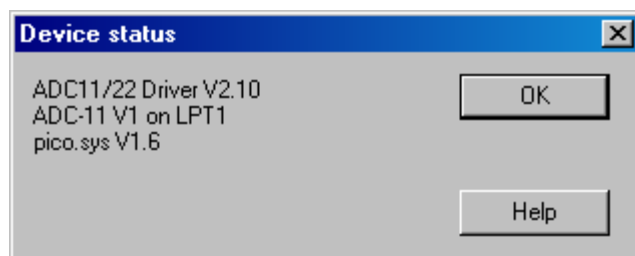 Device status
ADC11/22 Driver V2.10
ADC-11 V1 on LPT1
pico.sys V1.6
OK
Help